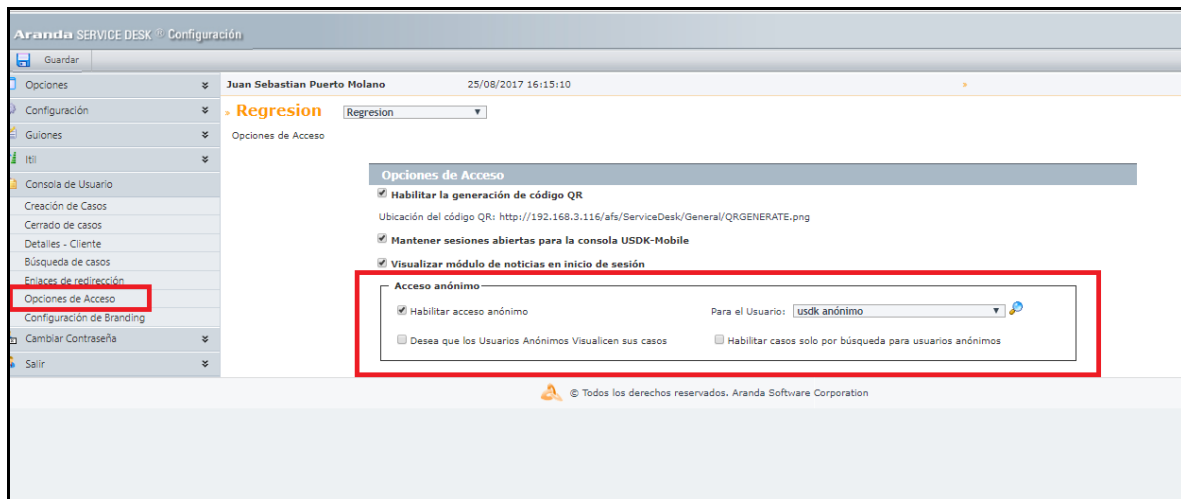 Aranda SERVICE DESK ® Configuración
Guardar
Opciones
Configuración
Guiones
Itil
Consola de Usuario
Creación de Casos
Cerrado de casos
Detalles - Cliente
Búsqueda de casos
Enlaces de redirección
Opciones de Acceso
Configuración de Branding
Cambiar Contraseña
Salir
Juan Sebastian Puerto Molano 25/08/2017 16:15:10 »
» Regresion Regresion
Opciones de Acceso
Opciones de Acceso
Habilitar la generación de código QR
Ubicación del código QR: http://192.168.3.116/afs/ServiceDesk/General/QRGENERATE.png
Mantener sesiones abiertas para la consola USDK-Mobile
Visualizar módulo de noticias en inicio de sesión
Acceso anónimo
Habilitar acceso anónimo Para el Usuario: usdk anónimo
Desea que los Usuarios Anónimos Visualicen sus casos Habilitar casos solo por búsqueda para usuarios anónimos
© Todos los derechos reservados. Aranda Software Corporation